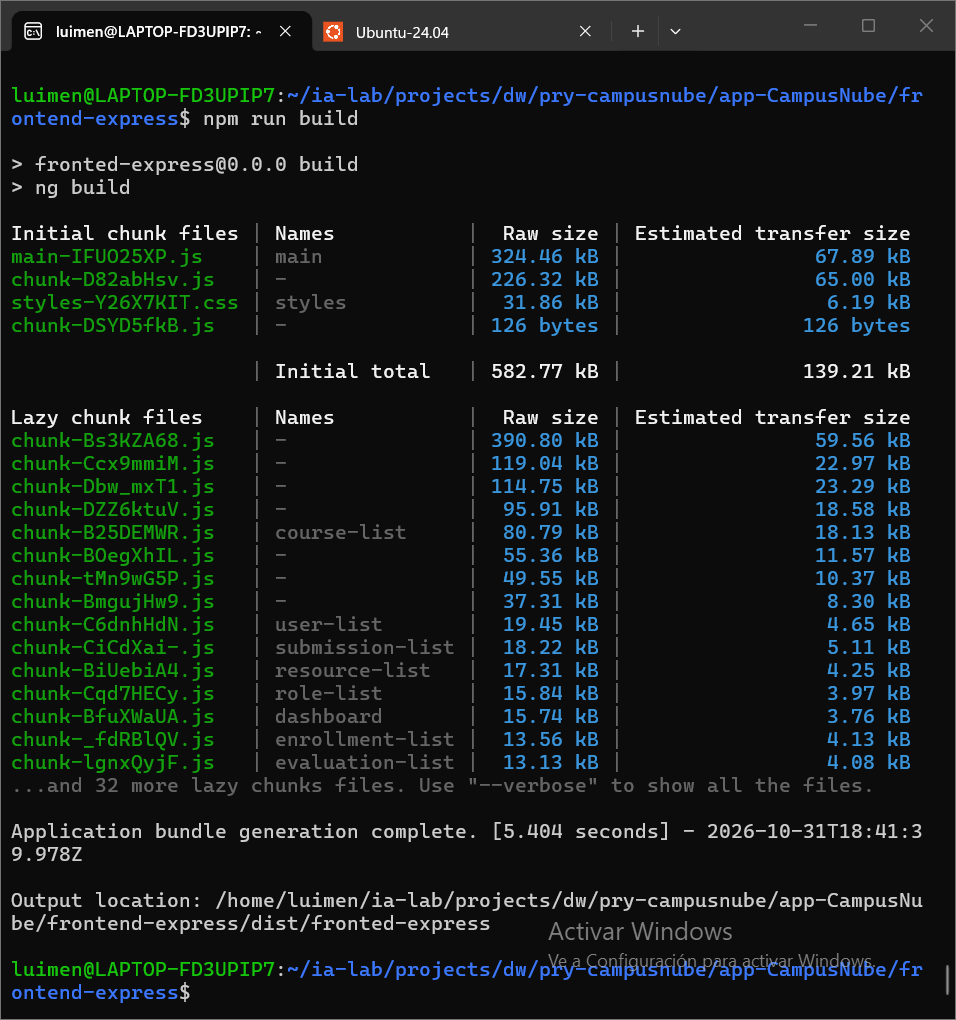 luimen@LAPTOP-FD3UPIP7: ~
Ubuntu-24.04
luimen@LAPTOP-FD3UPIP7:~/ia-lab/projects/dw/pry-campusnube/app-CampusNube/fr
ontend-express$ npm run build
> fronted-express@0.0.0 build
> ng build
Initial chunk files | Names | Raw size | Estimated transfer size
main-IFUO25XP.js | main | 324.46 kB | 67.89 kB
chunk-D82abHsv.js | - | 226.32 kB | 65.00 kB
styles-Y26X7KIT.css | styles | 31.86 kB | 6.19 kB
chunk-DSYD5fkB.js | - | 126 bytes | 126 bytes
| Initial total | 582.77 kB | 139.21 kB
Lazy chunk files | Names | Raw size | Estimated transfer size
chunk-Bs3KZA68.js | - | 390.80 kB | 59.56 kB
chunk-Ccx9mmiM.js | - | 119.04 kB | 22.97 kB
chunk-Dbw_mxT1.js | - | 114.75 kB | 23.29 kB
chunk-DZZ6ktuV.js | - | 95.91 kB | 18.58 kB
chunk-B25DEMWR.js | course-list | 80.79 kB | 18.13 kB
chunk-BOegXhIL.js | - | 55.36 kB | 11.57 kB
chunk-tMn9wG5P.js | - | 49.55 kB | 10.37 kB
chunk-BmgujHw9.js | - | 37.31 kB | 8.30 kB
chunk-C6dnhHdN.js | user-list | 19.45 kB | 4.65 kB
chunk-CiCdXai-.js | submission-list | 18.22 kB | 5.11 kB
chunk-BiUebiA4.js | resource-list | 17.31 kB | 4.25 kB
chunk-Cqd7HECy.js | role-list | 15.84 kB | 3.97 kB
chunk-BfuXWaUA.js | dashboard | 15.74 kB | 3.76 kB
chunk-_fdRBlQV.js | enrollment-list | 13.56 kB | 4.13 kB
chunk-lgnxQyjF.js | evaluation-list | 13.13 kB | 4.08 kB
...and 32 more lazy chunks files. Use "--verbose" to show all the files.
Application bundle generation complete. [5.404 seconds] - 2026-10-31T18:41:3
9.978Z
Output location: /home/luimen/ia-lab/projects/dw/pry-campusnube/app-CampusNu
be/frontend-express/dist/fronted-express
Activar Windows
Ve a Configuración para activar Windows.
luimen@LAPTOP-FD3UPIP7:~/ia-lab/projects/dw/pry-campusnube/app-CampusNube/fr
ontend-express$